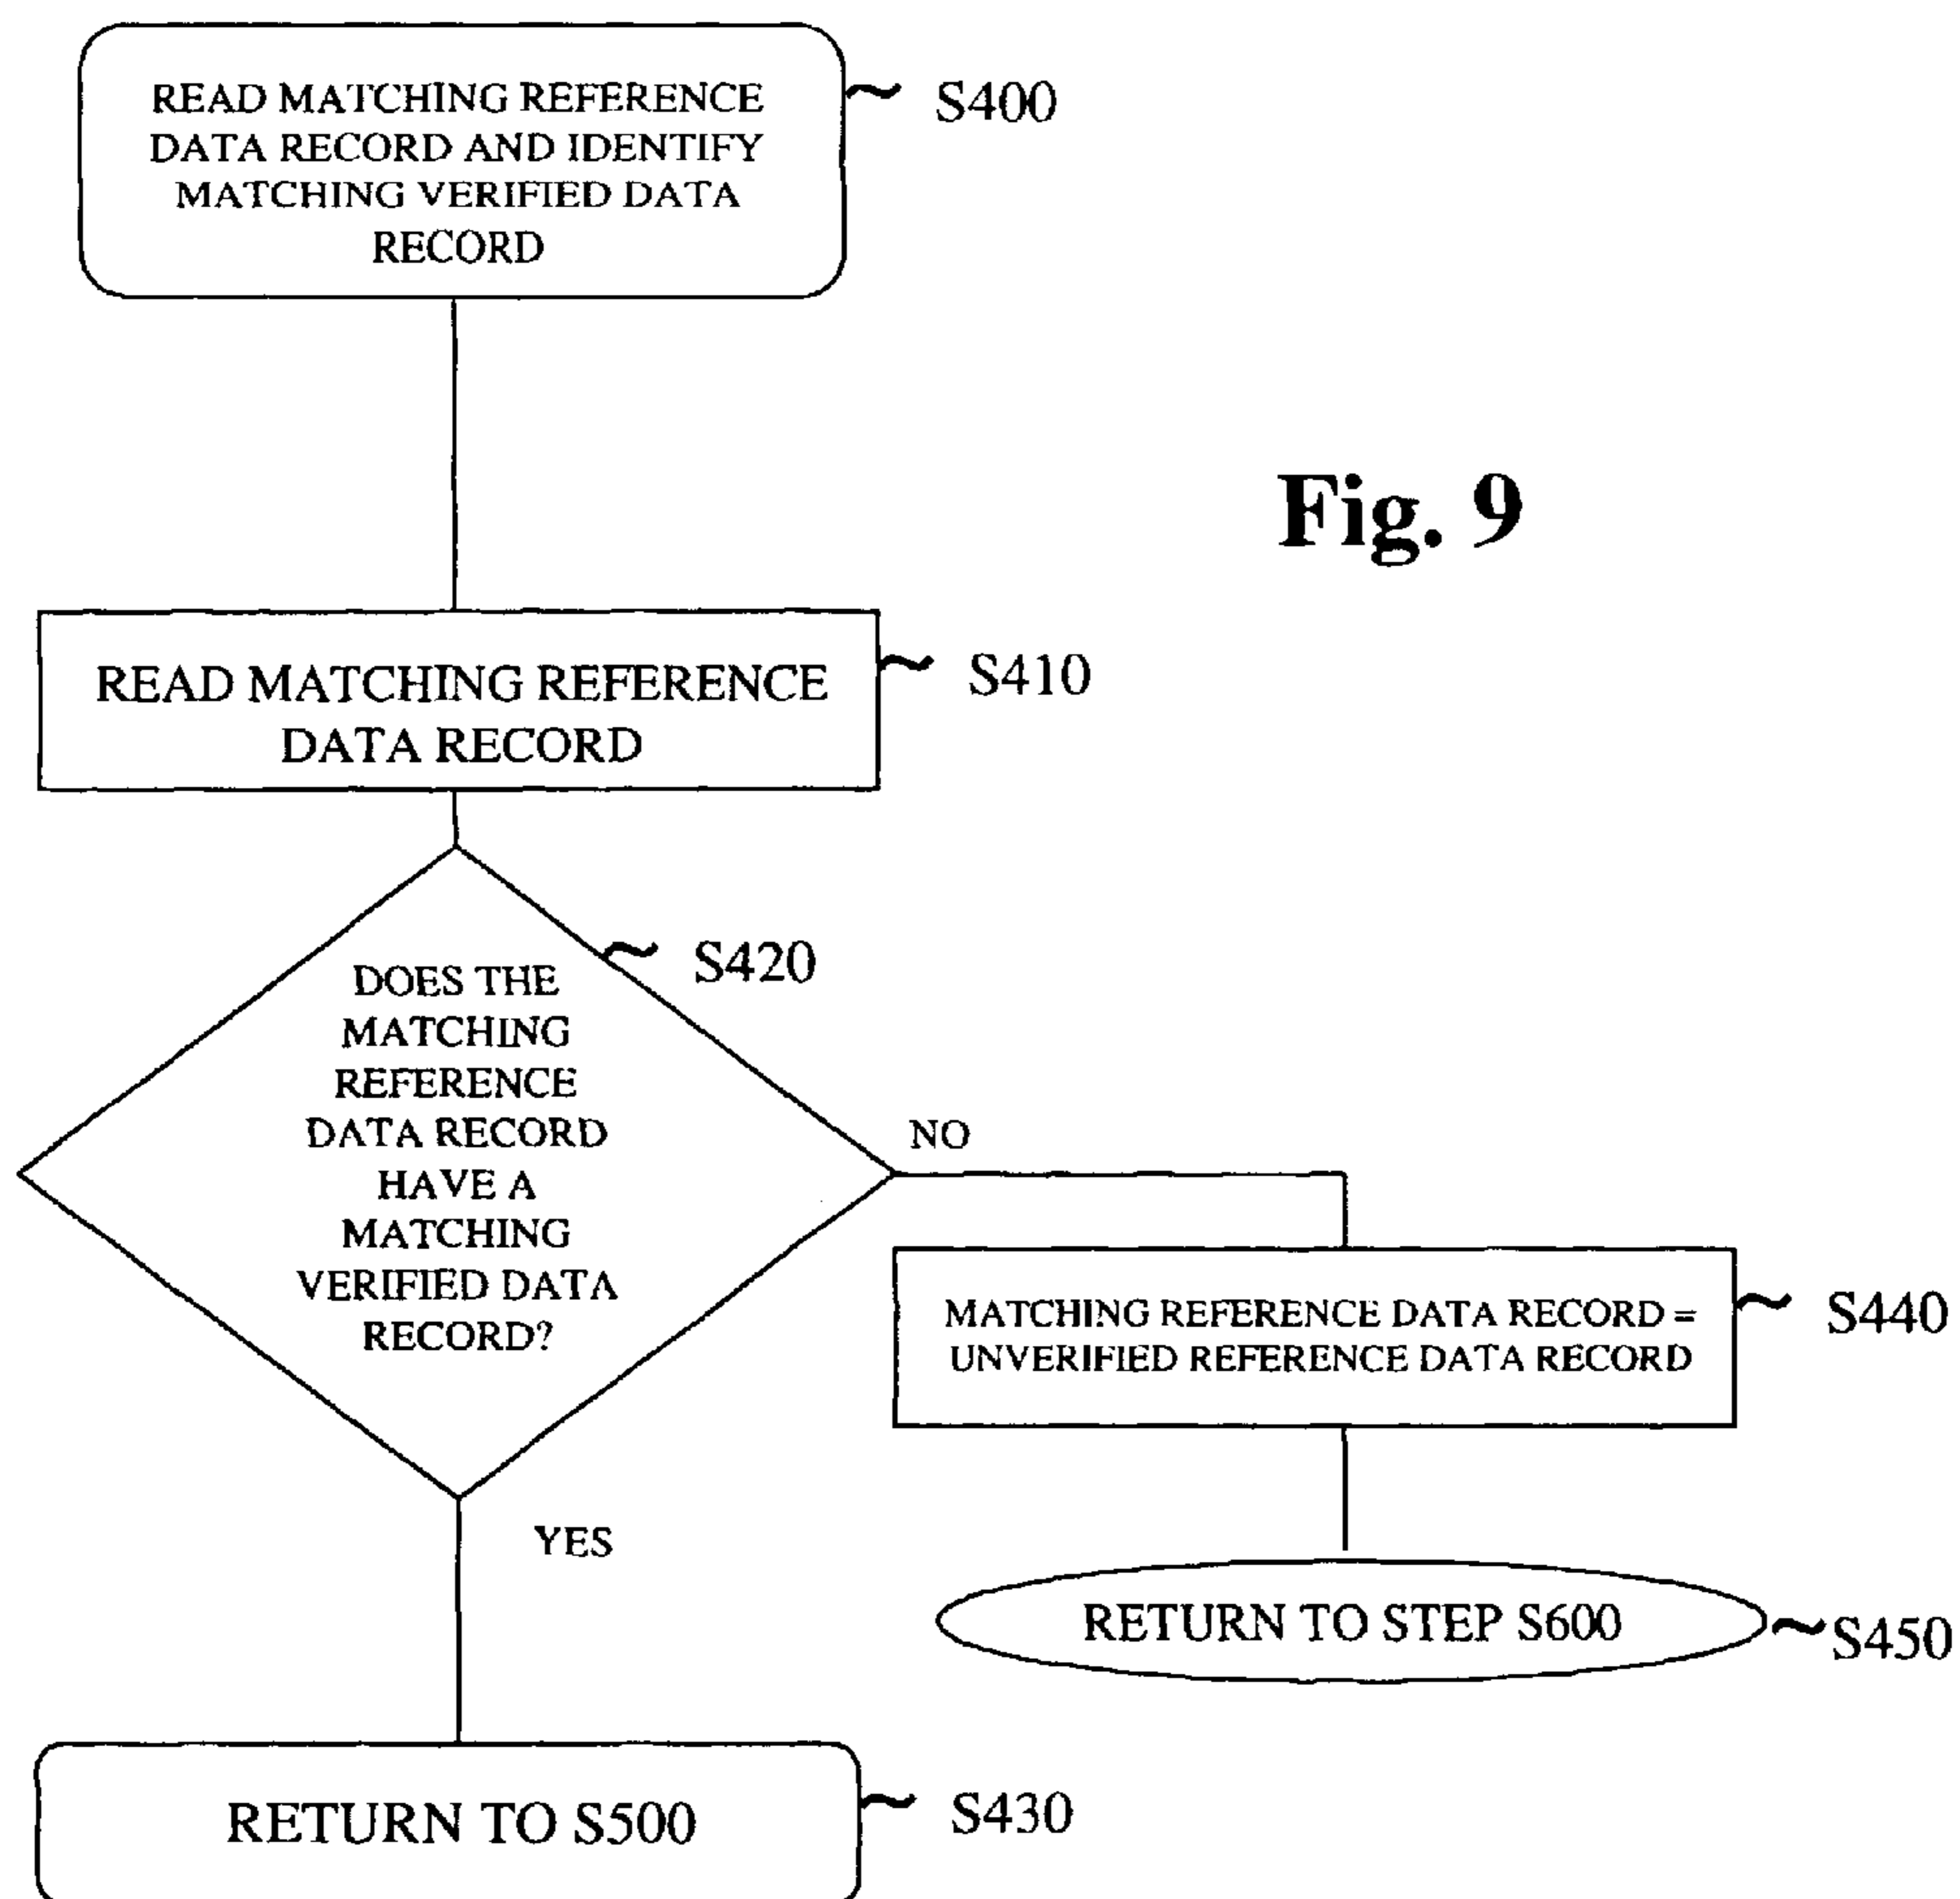 READ MATCHING REFERENCE
DATA RECORD AND IDENTIFY
MATCHING VERIFIED DATA
RECORD
S400
Fig. 9
READ MATCHING REFERENCE
DATA RECORD
S410
DOES THE
MATCHING
REFERENCE
DATA RECORD
HAVE A
MATCHING
VERIFIED DATA
RECORD?
S420
NO
MATCHING REFERENCE DATA RECORD =
UNVERIFIED REFERENCE DATA RECORD
S440
YES
RETURN TO STEP S600
S450
RETURN TO S500
S430